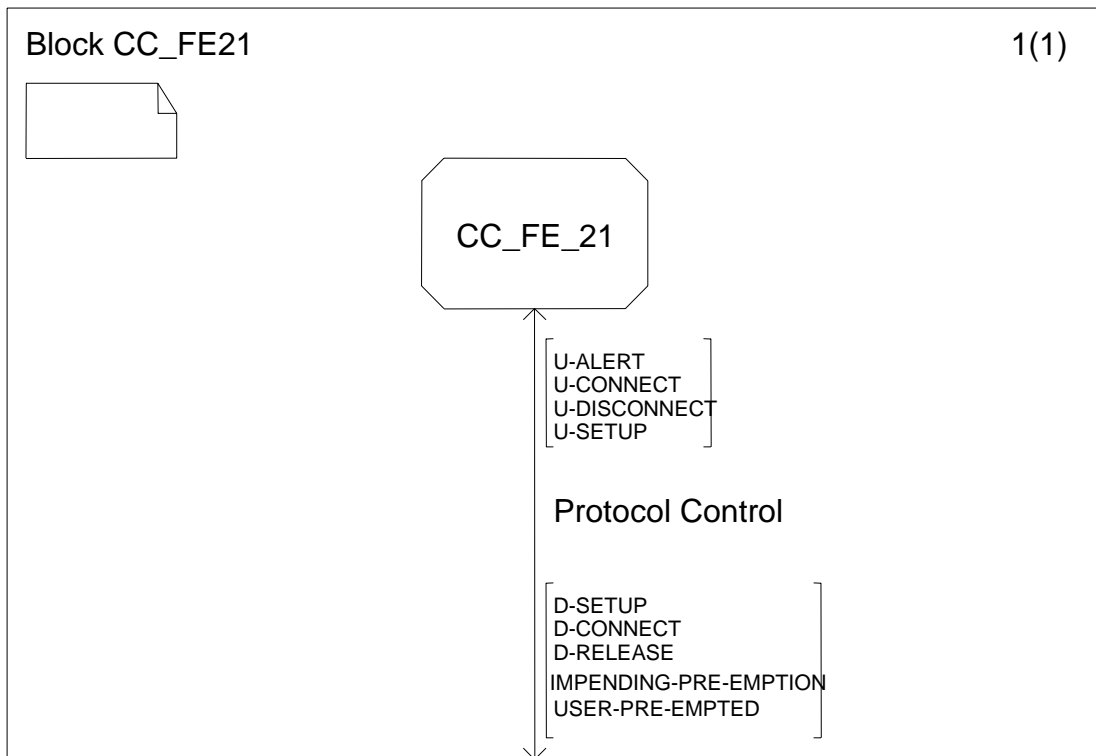 Block CC_FE21 1(1)
CC_FE_21
U-ALERT
U-CONNECT
U-DISCONNECT
U-SETUP
Protocol Control
D-SETUP
D-CONNECT
D-RELEASE
IMPENDING-PRE-EMPTION
USER-PRE-EMPTED